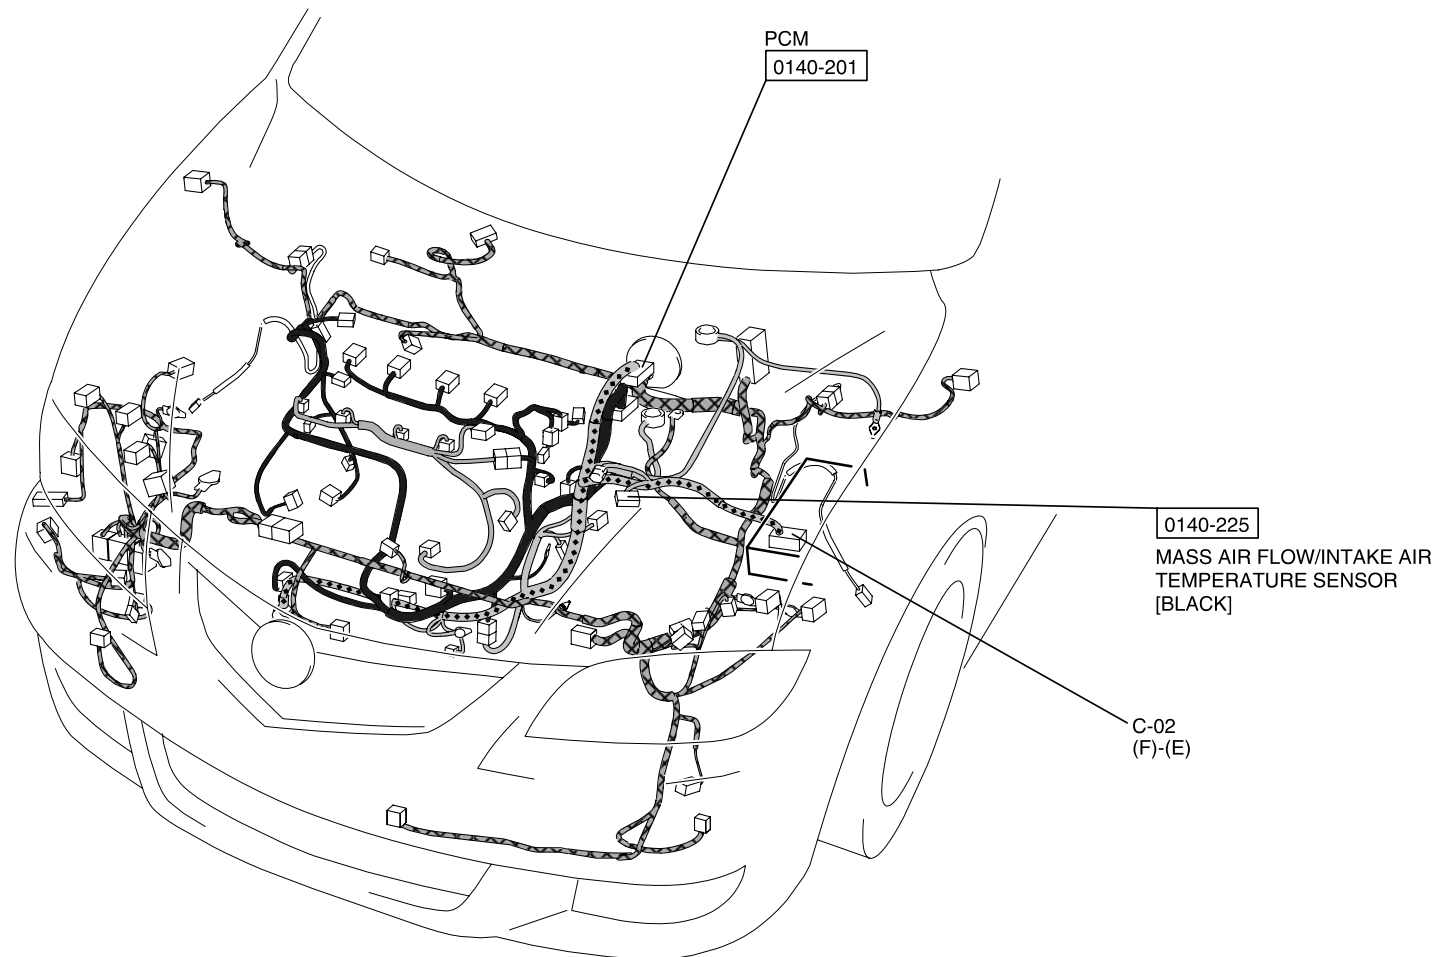 PCM
0140-201
0140-225
MASS AIR FLOW/INTAKE AIR
TEMPERATURE SENSOR
[BLACK]
C-02
(F)-(E)